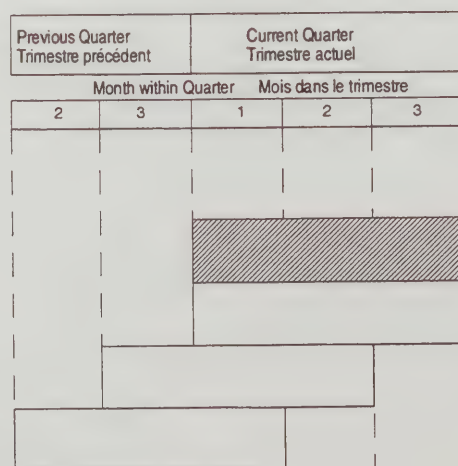 Previous Quarter
Trimestre précédent
Current Quarter
Trimestre actuel
Month within Quarter Mois dans le trimestre
2 3 1 2 3